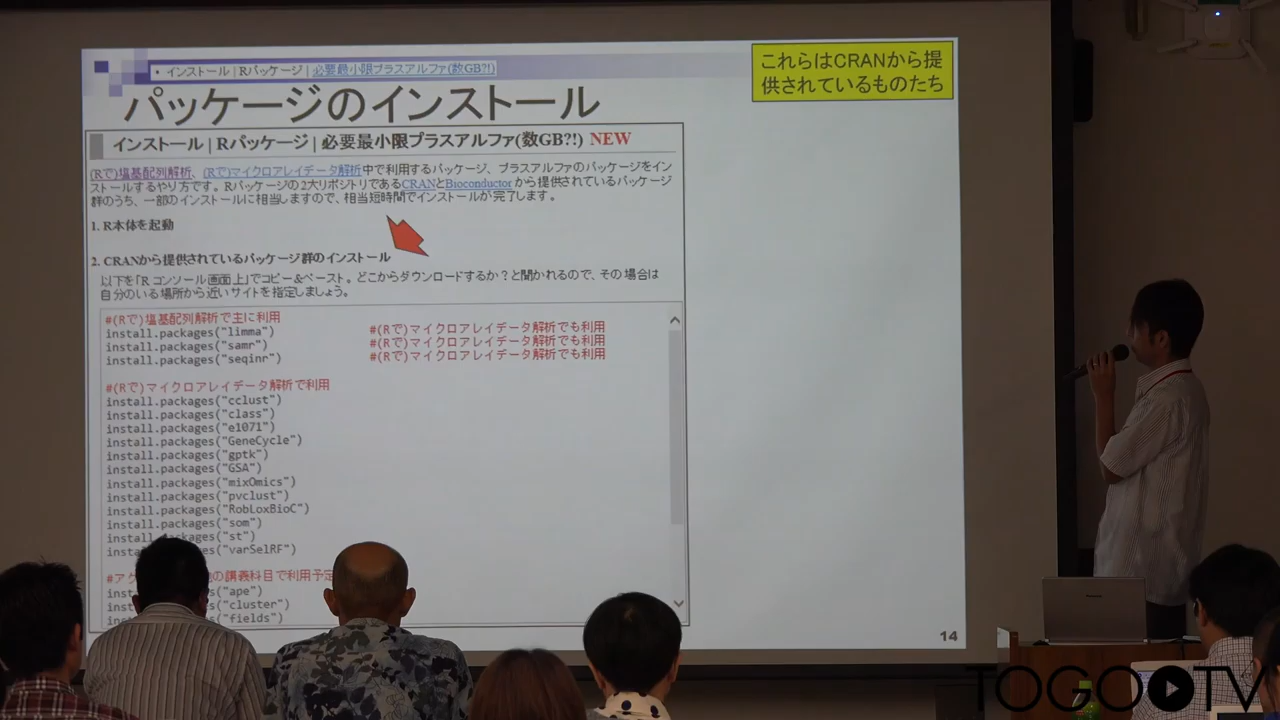 • インストール | Rパッケージ | 必要最小限プラスアルファ(数GB?!)
これらはCRANから提
供されているものたち
パッケージのインストール
インストール | Rパッケージ | 必要最小限プラスアルファ(数GB?!) NEW
(Rで)塩基配列解析、(Rで)マイクロアレイデータ解析中で利用するパッケージ、プラスアルファのパッケージをイン
ストールするやり方です。Rパッケージの2大リポジトリであるCRANとBioconductorから提供されているパッケージ
群のうち、一部のインストールに相当しますので、相当短時間でインストールが完了します。
1. R本体を起動
2. CRANから提供されているパッケージ群のインストール
以下を「R コンソール画面上」でコピー&ペースト。どこからダウンロードするか？と聞かれるので、その場合は
自分のいる場所から近いサイトを指定しましょう。
#(Rで)塩基配列解析で主に利用
install.packages("limma") #(Rで)マイクロアレイデータ解析でも利用
install.packages("samr") #(Rで)マイクロアレイデータ解析でも利用
install.packages("seqinr") #(Rで)マイクロアレイデータ解析でも利用
#(Rで)マイクロアレイデータ解析で利用
install.packages("cclust")
install.packages("class")
install.packages("e1071")
install.packages("GeneCycle")
install.packages("gptk")
install.packages("GSA")
install.packages("mixOmics")
install.packages("pvclust")
install.packages("RobLoxBioC")
install.packages("som")
install.packages("st")
insta ges("varSelRF")
#アグ の講義科目で利用予定
inst ("ape")
inst ("cluster")
inst ("fields")
14
TOGOTV